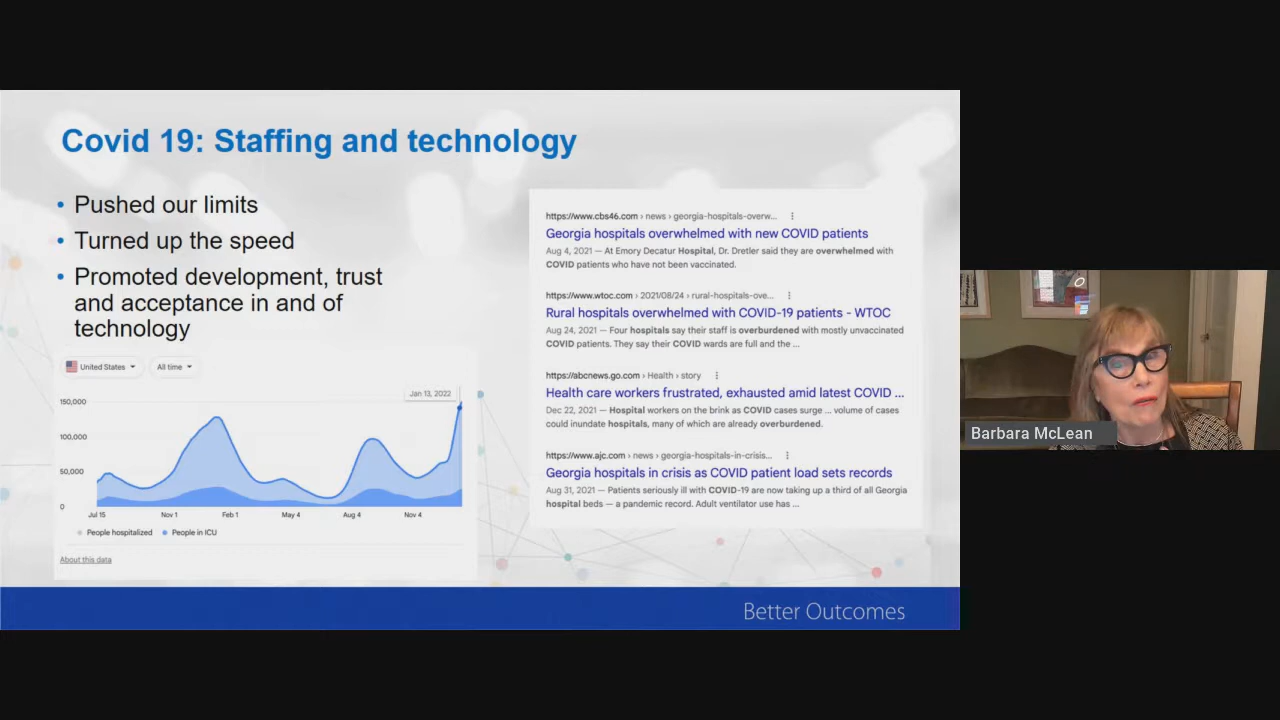 Covid 19: Staffing and technology
• Pushed our limits
• Turned up the speed
• Promoted development, trust
and acceptance in and of
technology
United States
All time
Jan 13, 2022
150,000
100,000
50,000
0
Jul 15
Nov 1
Feb 1
May 4
Aug 4
Nov 4
People hospitalized
People in ICU
About this data
https://www.cbs46.com › news › georgia-hospitals-overw...
Georgia hospitals overwhelmed with new COVID patients
Aug 4, 2021 — At Emory Decatur Hospital, Dr. Dretler said they are overwhelmed with
COVID patients who have not been vaccinated.
https://www.wtoc.com › 2021/08/24 › rural-hospitals-ove...
Rural hospitals overwhelmed with COVID-19 patients - WTOC
Aug 24, 2021 — Four hospitals say their staff is overburdened with mostly unvaccinated
COVID patients. They say their COVID wards are full and the ...
https://abcnews.go.com › Health › story
Health care workers frustrated, exhausted amid latest COVID ...
Dec 22, 2021 — Hospital workers on the brink as COVID cases surge ... volume of cases
could inundate hospitals, many of which are already overburdened.
https://www.ajc.com › news › georgia-hospitals-in-crisis...
Georgia hospitals in crisis as COVID patient load sets records
Aug 31, 2021 — Patients seriously ill with COVID-19 are now taking up a third of all Georgia
hospital beds — a pandemic record. Adult ventilator use has ...
Better Outcomes
Barbara McLean